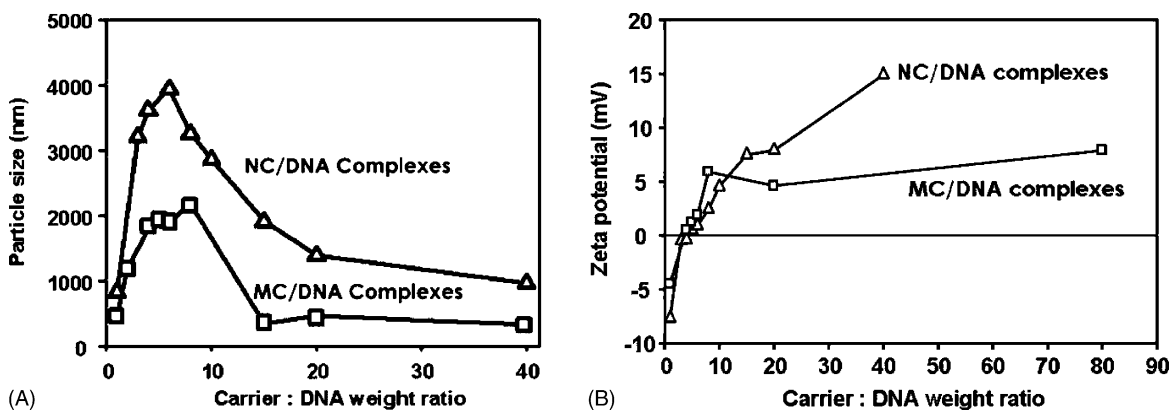 5000
4000
3000
2000
1000
0
Particle size (nm)
NC/DNA Complexes
MC/DNA Complexes
0 10 20 30 40
Carrier : DNA weight ratio
(A)
20
15
10
5
0
-5
-10
Zeta potential (mV)
NC/DNA complexes
MC/DNA complexes
0 10 20 30 40 50 60 70 80 90
Carrier : DNA weight ratio
(B)